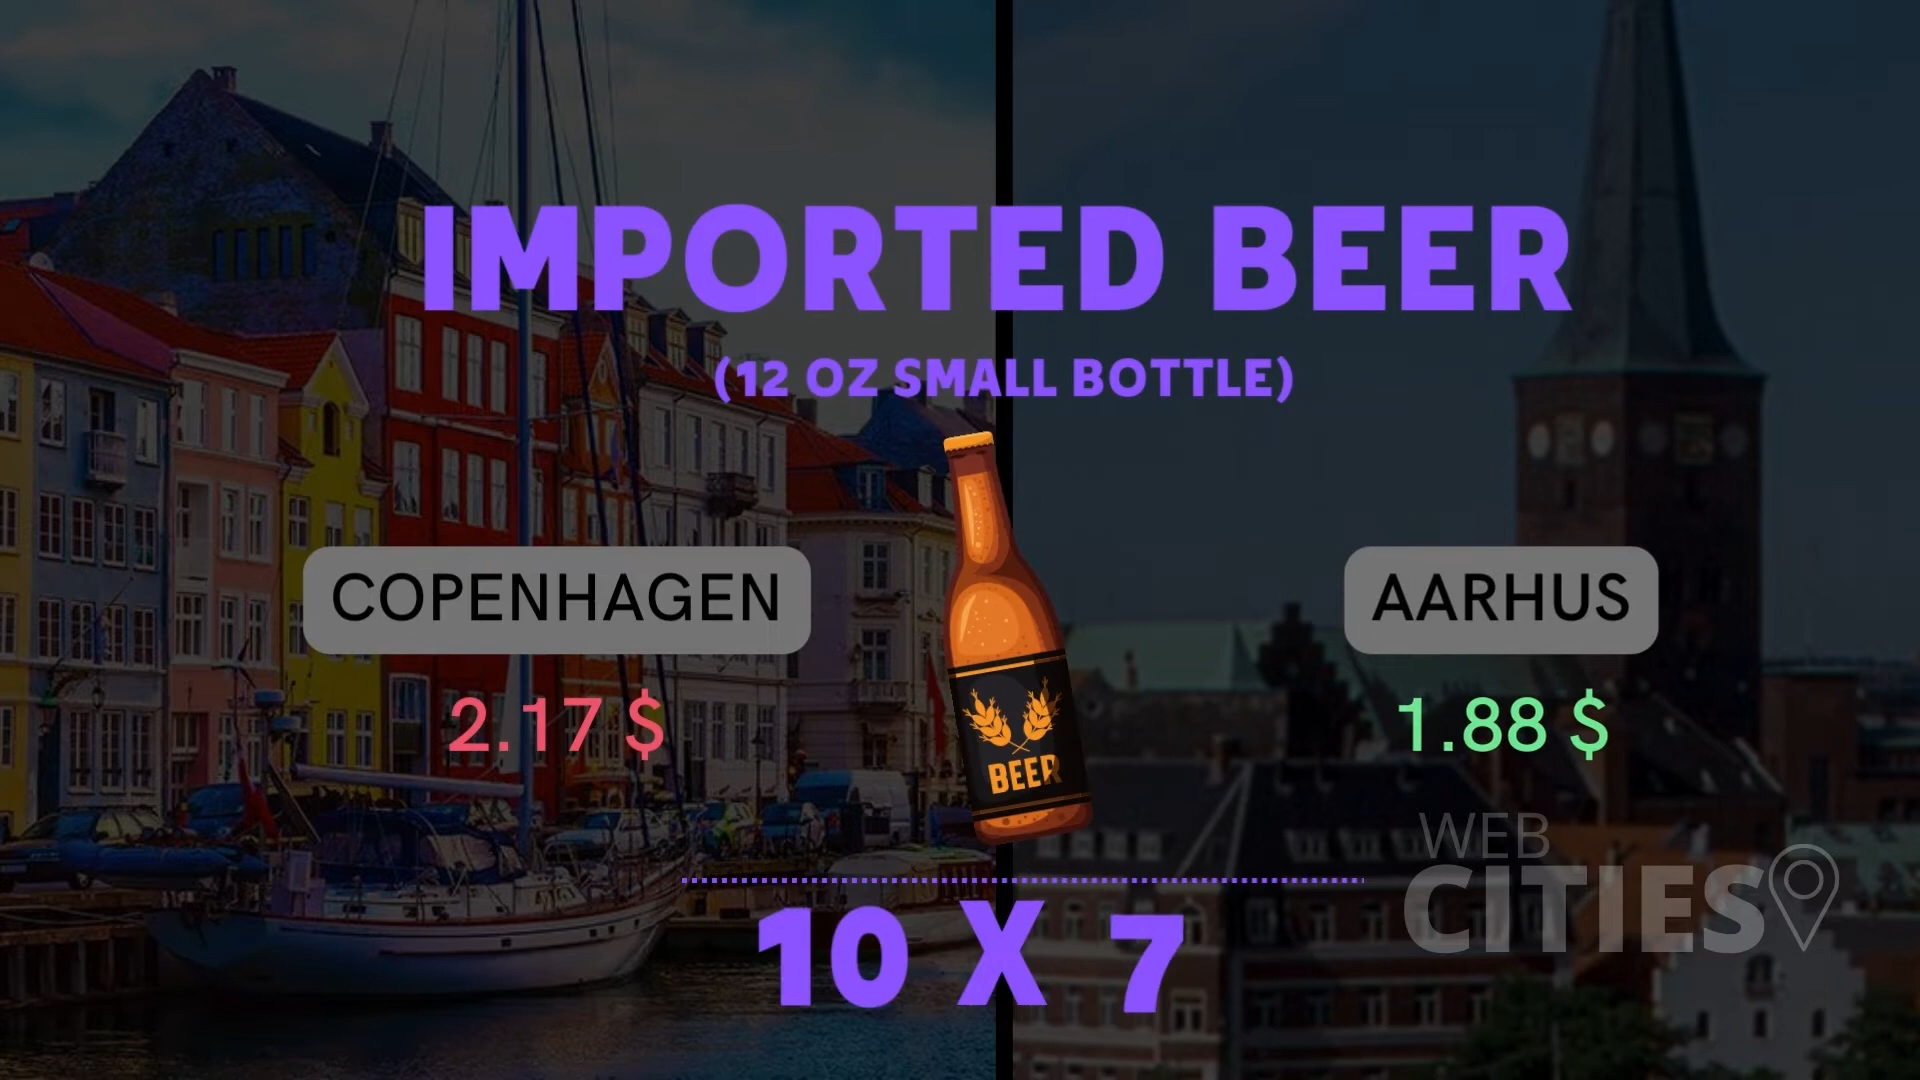 IMPORTED BEER
(12 OZ SMALL BOTTLE)
COPENHAGEN
AARHUS
2.17 $
1.88 $
BEER
WEB
CITIES
10 X 7